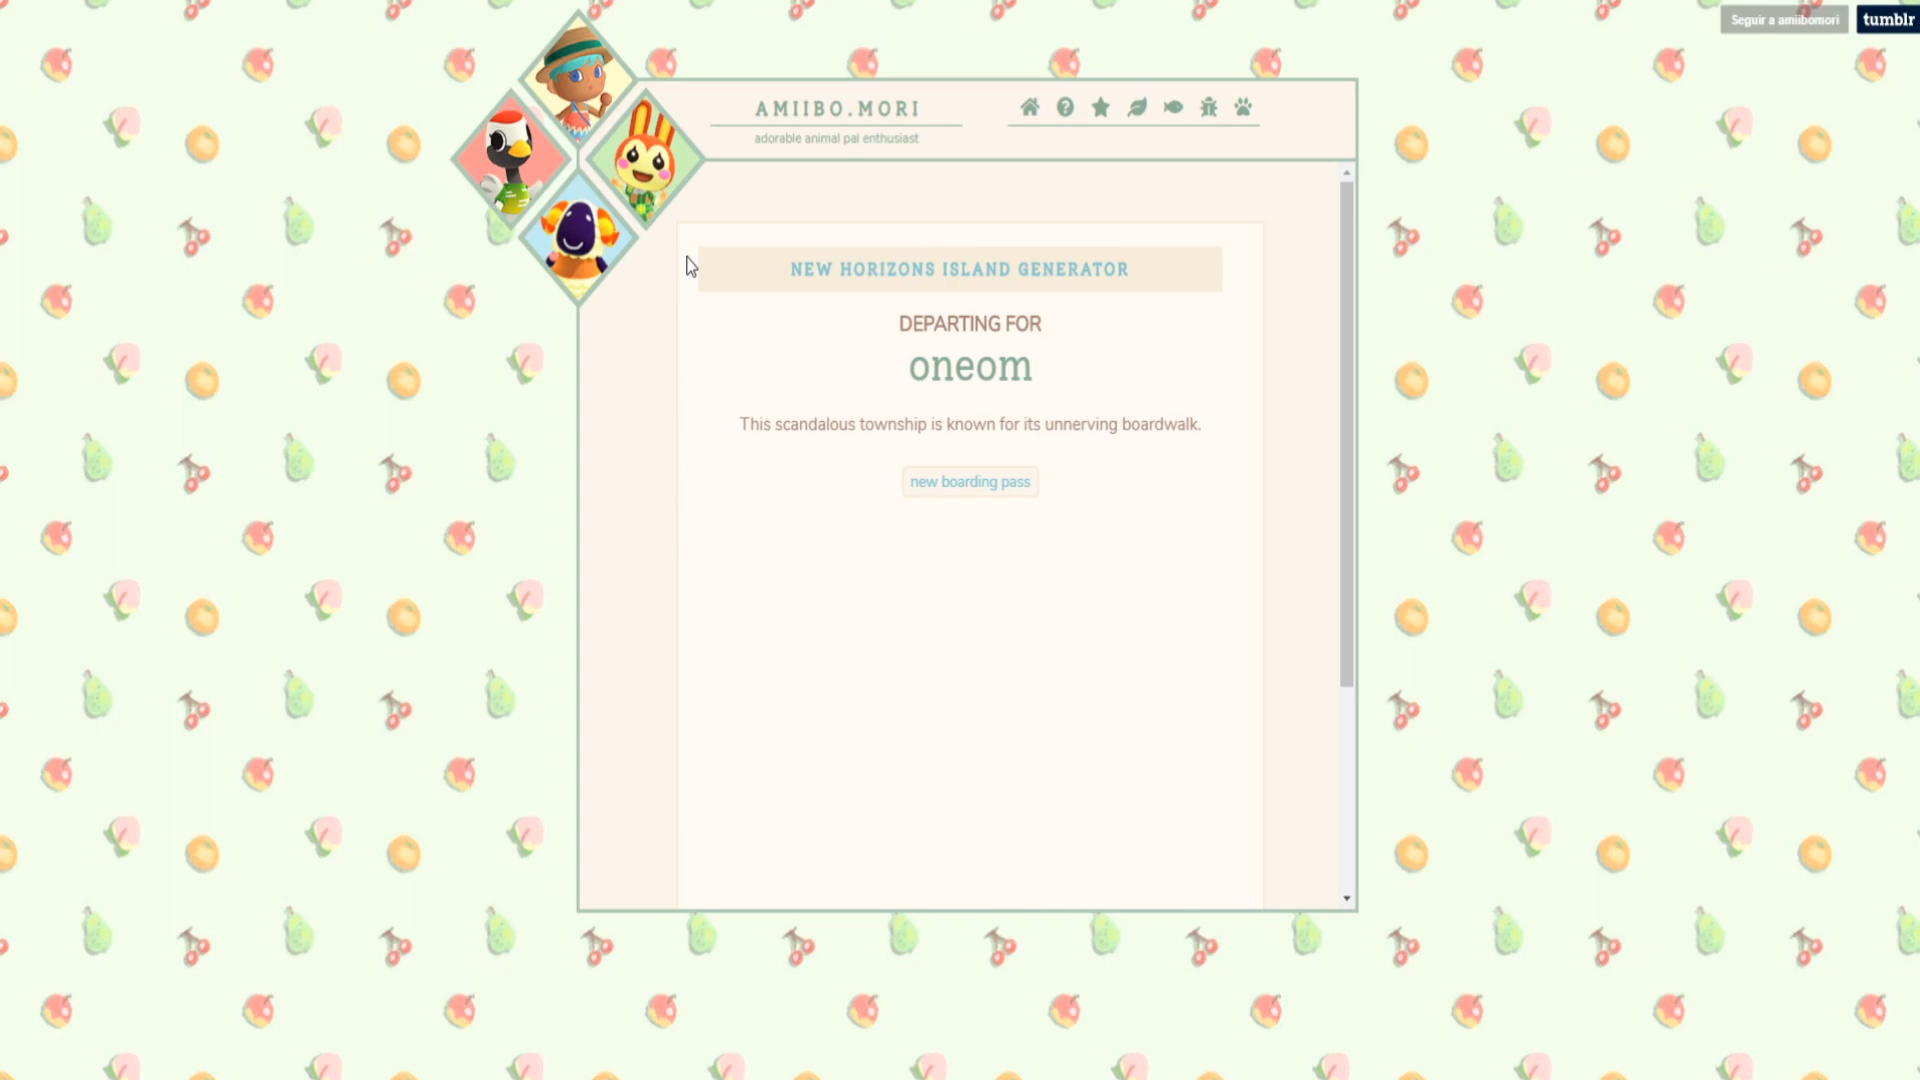 Seguir a amiibomori
tumblr
AMIIBO.MORI
adorable animal pal enthusiast
NEW HORIZONS ISLAND GENERATOR
DEPARTING FOR
oneom
This scandalous township is known for its unnerving boardwalk.
new boarding pass